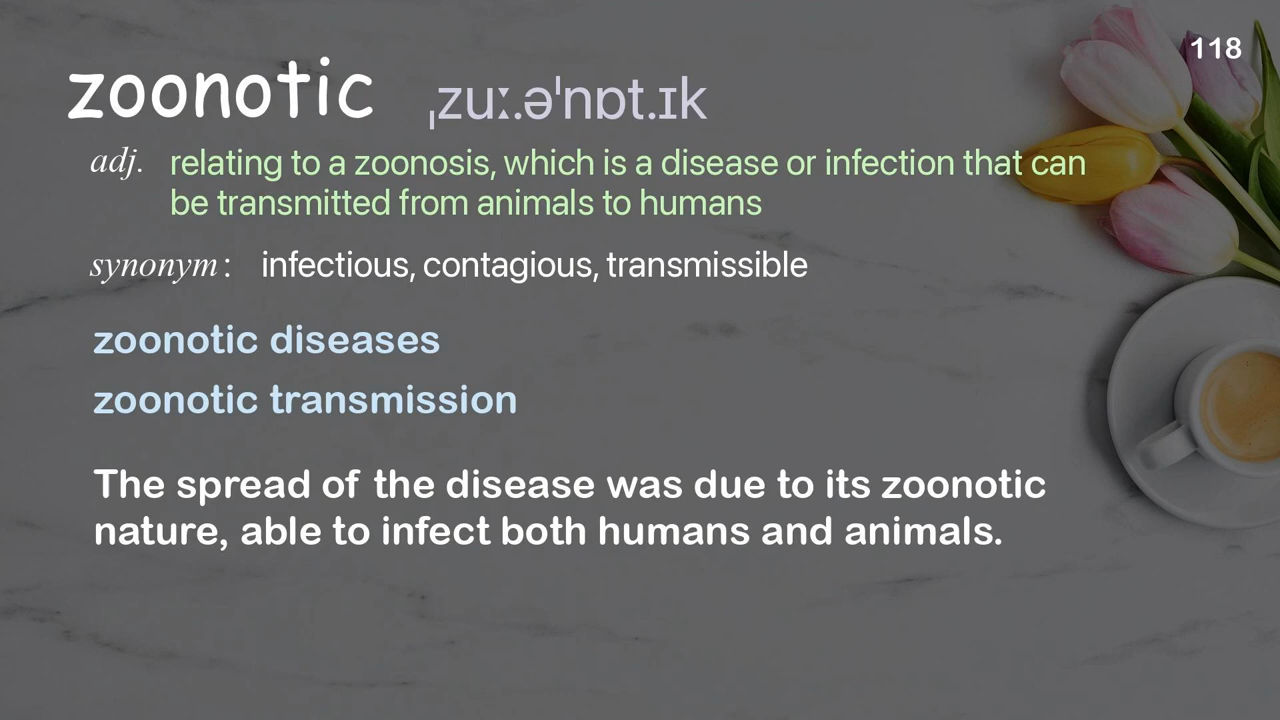 118
zoonotic ˌzuː.əˈnɒt.ɪk
adj. relating to a zoonosis, which is a disease or infection that can
be transmitted from animals to humans
synonym: infectious, contagious, transmissible
zoonotic diseases
zoonotic transmission
The spread of the disease was due to its zoonotic
nature, able to infect both humans and animals.